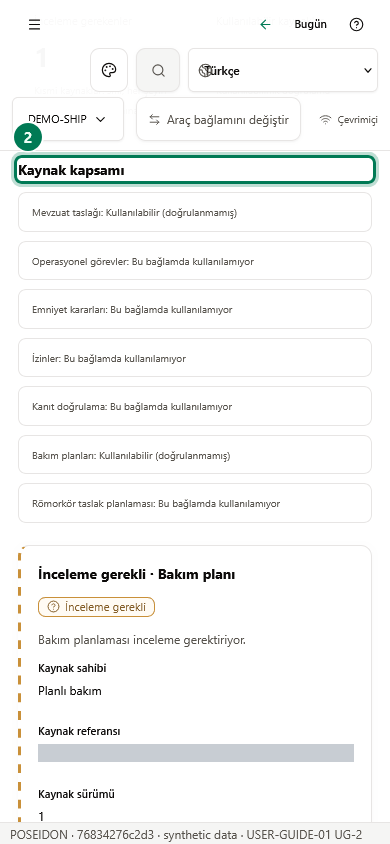 Bugün
Türkçe
DEMO-SHIP
Araç bağlamını değiştir
Çevrimiçi
2
Kaynak kapsamı
Mevzuat taslağı: Kullanılabilir (doğrulanmamış)
Operasyonel görevler: Bu bağlamda kullanılamıyor
Emniyet kararları: Bu bağlamda kullanılamıyor
İzinler: Bu bağlamda kullanılamıyor
Kanıt doğrulama: Bu bağlamda kullanılamıyor
Bakım planları: Kullanılabilir (doğrulanmamış)
Römorkör taslak planlaması: Bu bağlamda kullanılamıyor
İnceleme gerekli · Bakım planı
İnceleme gerekli
Bakım planlaması inceleme gerektiriyor.
Kaynak sahibi
Planlı bakım
Kaynak referansı
Kaynak sürümü
1
POSEIDON · 76834276c2d3 · synthetic data · USER-GUIDE-01 UG-2